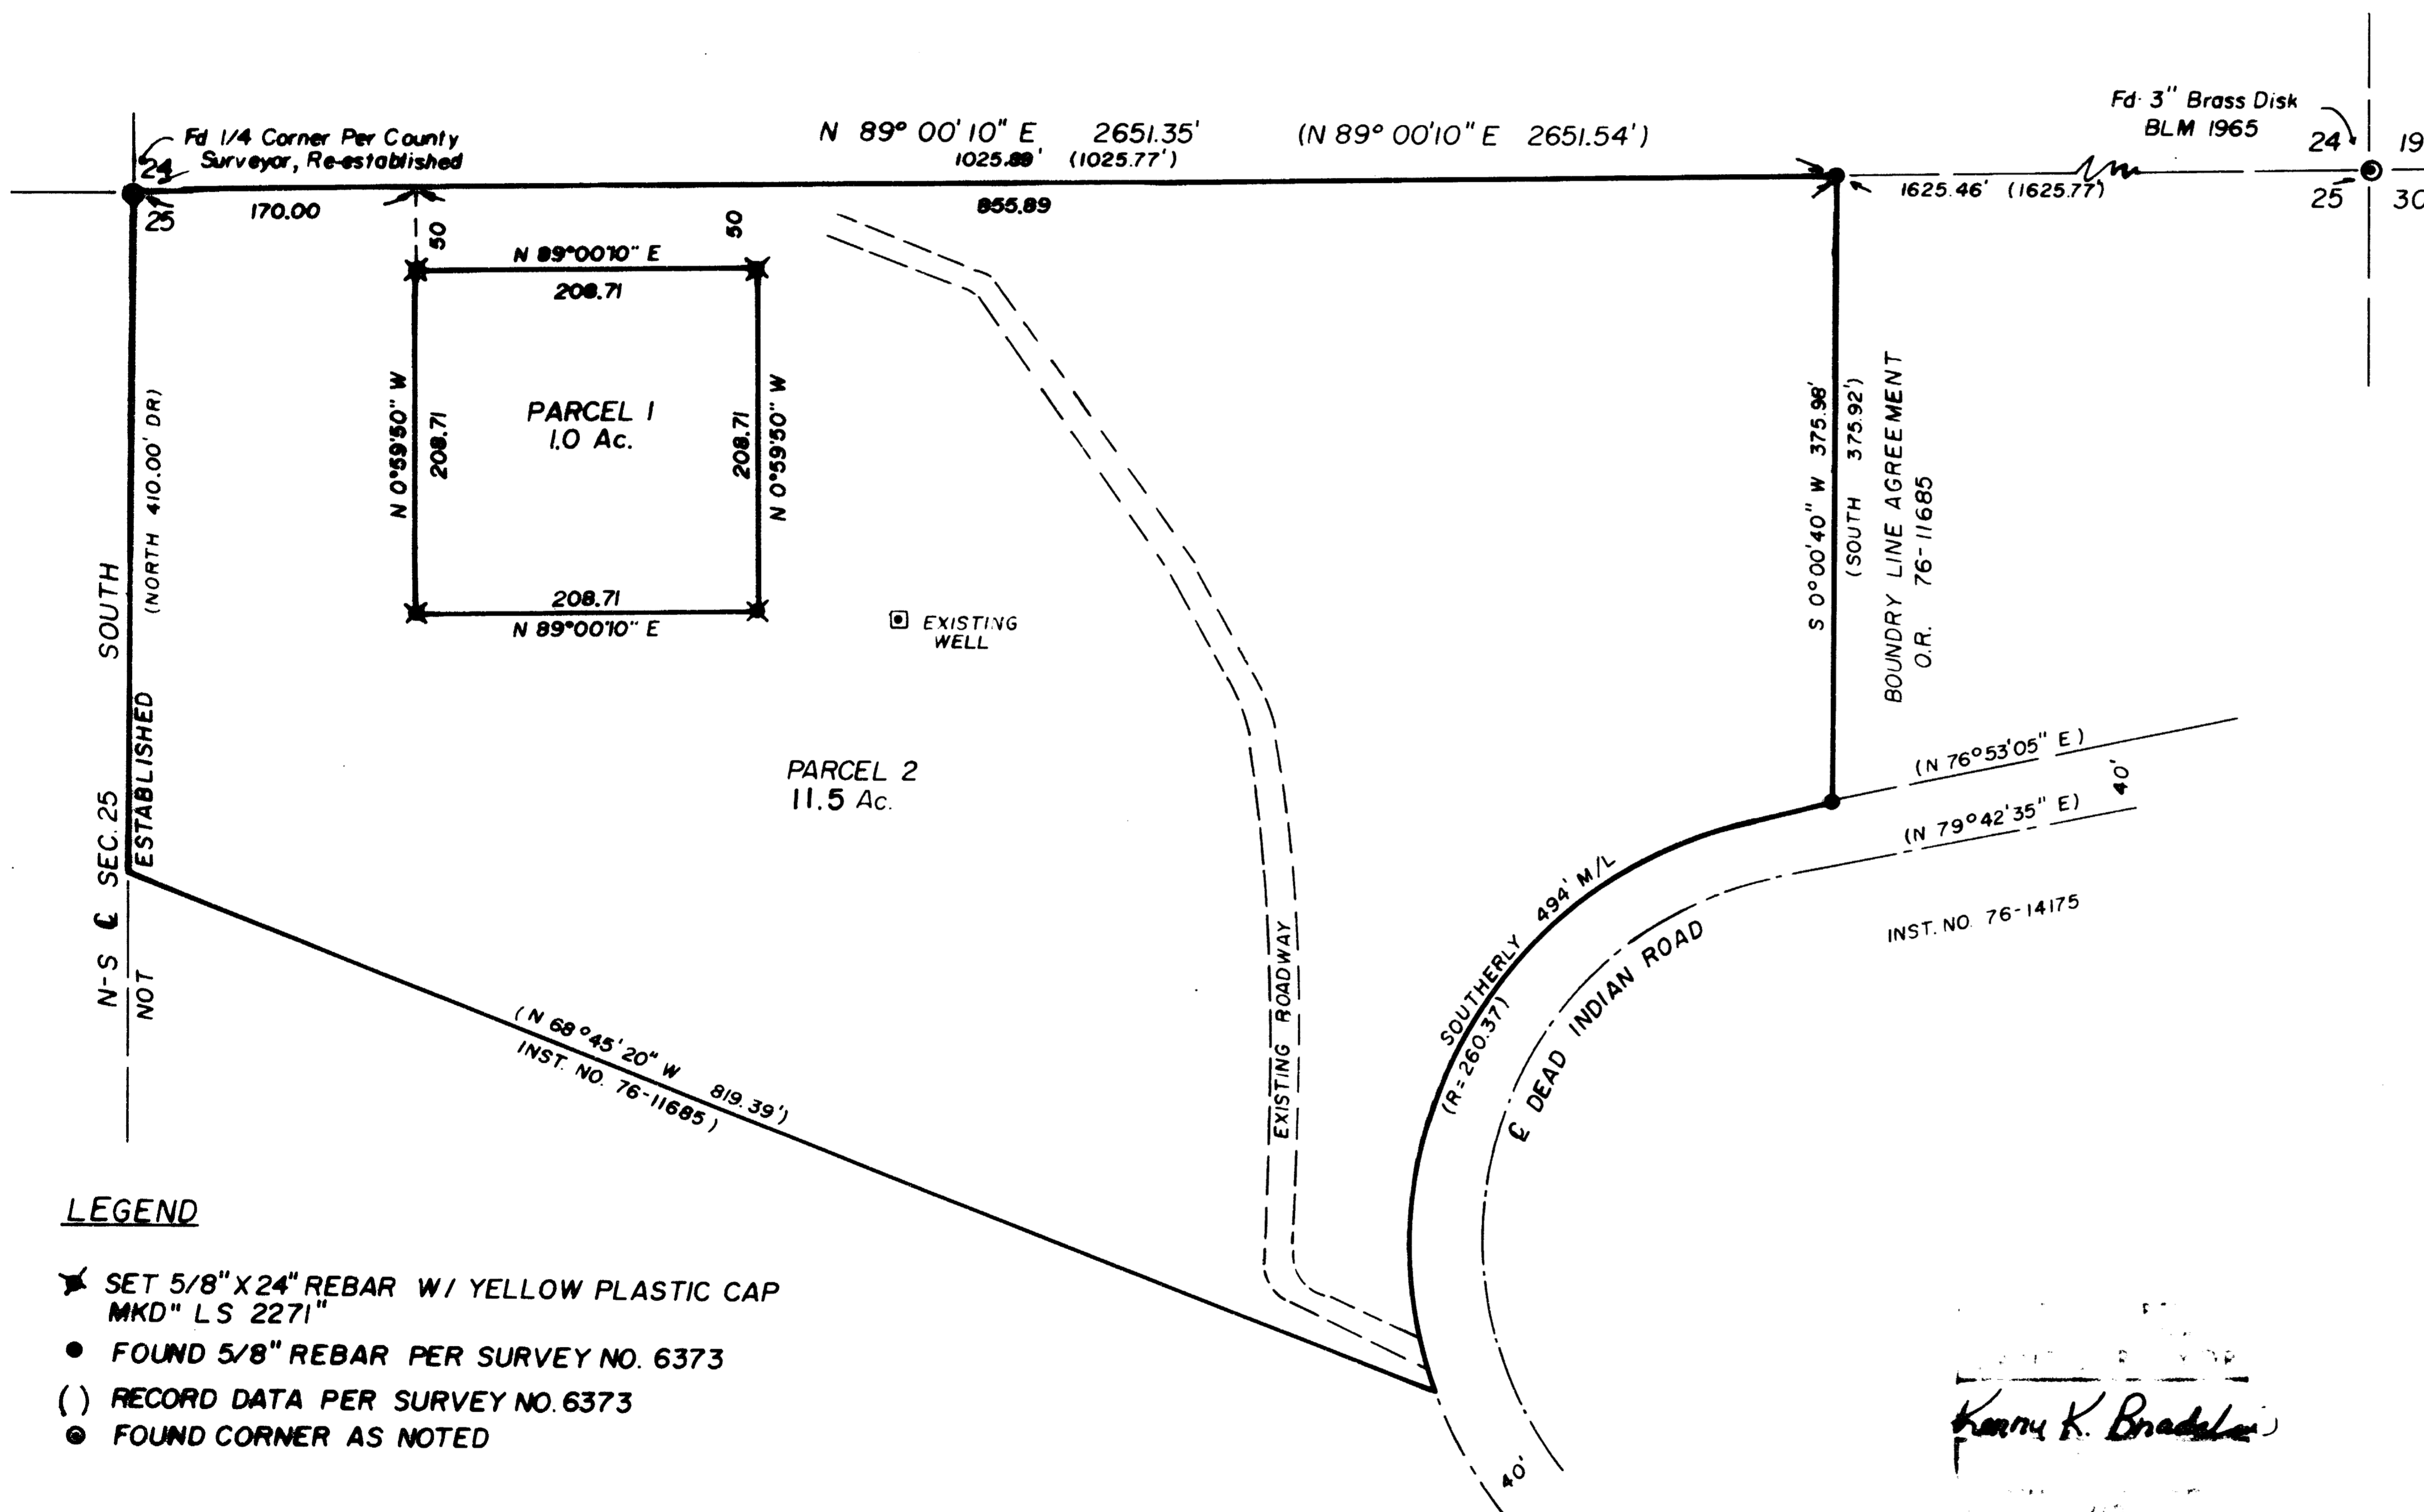 Fd 1/4 Corner Per County
Surveyor, Re-established
24
25
N 89° 00' 10" E 2651.35' (N 89° 00'10" E 2651.54')
1025.89' (1025.77')
Fd. 3" Brass Disk
BLM 1965
24 19
25 30
1625.46' (1625.77')
170.00
855.89
50
50
N 89°00'10" E
208.71
N 0°59'50" W
208.71
PARCEL 1
1.0 Ac.
208.71
N 0°59'50" W
208.71
N 89°00'10" E
EXISTING
WELL
PARCEL 2
11.5 Ac.
SOUTH
(NORTH 410.00' DR)
N-S ℄ SEC. 25
NOT ESTABLISHED
S 0°00'40" W 375.98'
(SOUTH 375.92')
BOUNDRY LINE AGREEMENT
O.R. 76-11685
(N 76°53'05" E)
40'
(N 79°42'35" E)
INST. NO. 76-14175
SOUTHERLY 494' M/L
(R=260.37)
℄ DEAD INDIAN ROAD
EXISTING ROADWAY
(N 68°45'20" W 819.39')
INST. NO. 76-11685)
40'
LEGEND
SET 5/8" X 24" REBAR W/ YELLOW PLASTIC CAP
MKD" LS 2271"
FOUND 5/8" REBAR PER SURVEY NO. 6373
( ) RECORD DATA PER SURVEY NO. 6373
FOUND CORNER AS NOTED